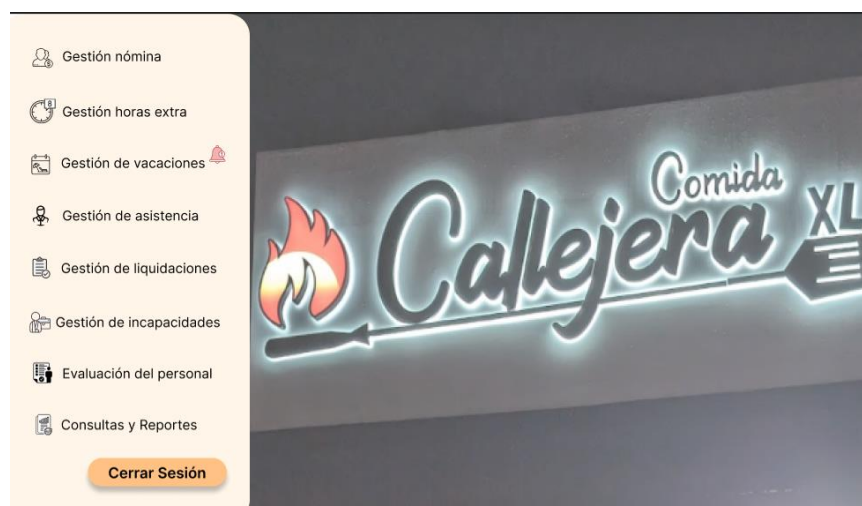 Gestión nómina
Gestión horas extra
Gestión de vacaciones
Gestión de asistencia
Gestión de liquidaciones
Gestión de incapacidades
Evaluación del personal
Consultas y Reportes
Cerrar Sesión
Comida
Callejera XL